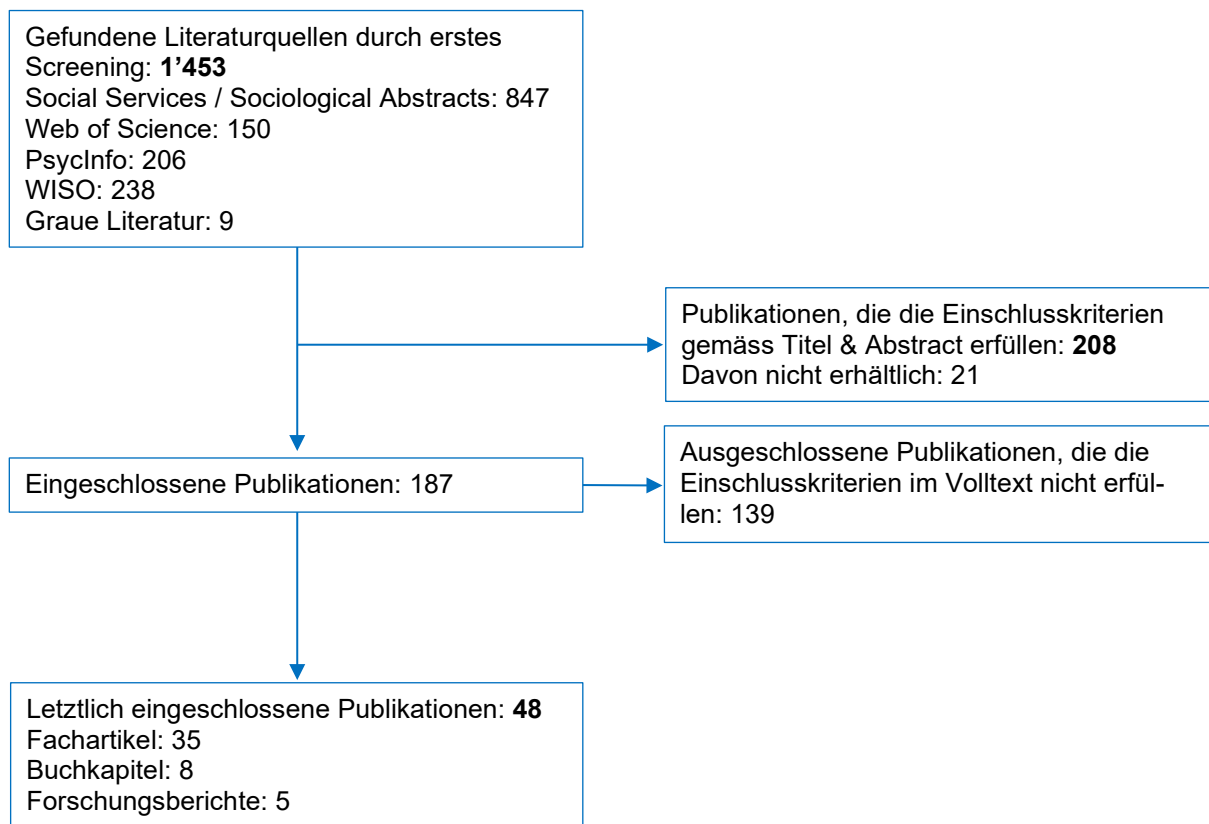 Gefundene Literaturquellen durch erstes
Screening: 1’453
Social Services / Sociological Abstracts: 847
Web of Science: 150
PsycInfo: 206
WISO: 238
Graue Literatur: 9
Publikationen, die die Einschlusskriterien
gemäss Titel & Abstract erfüllen: 208
Davon nicht erhältlich: 21
Eingeschlossene Publikationen: 187
Ausgeschlossene Publikationen, die die
Einschlusskriterien im Volltext nicht erfül-
len: 139
Letztlich eingeschlossene Publikationen: 48
Fachartikel: 35
Buchkapitel: 8
Forschungsberichte: 5